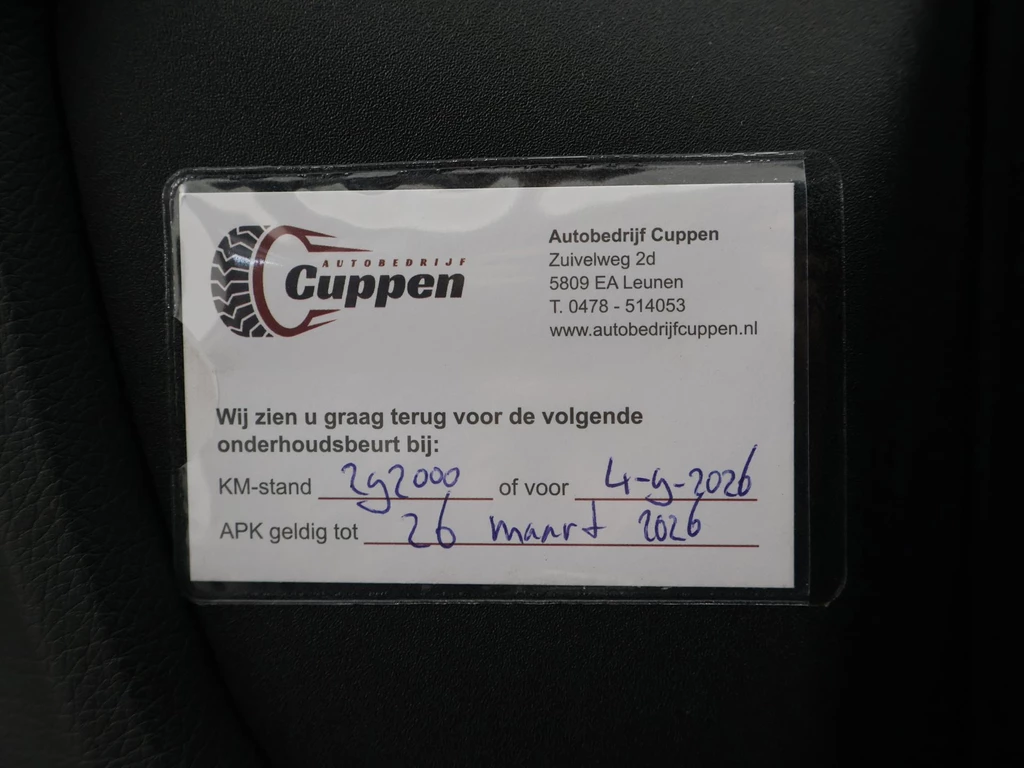 AUTOBEDRIJF
Cuppen
Autobedrijf Cuppen
Zuivelweg 2d
5809 EA Leunen
T. 0478 - 514053
www.autobedrijfcuppen.nl
Wij zien u graag terug voor de volgende
onderhoudsbeurt bij:
KM-stand 292000 of voor 4-9-2026
APK geldig tot 26 maart 2026